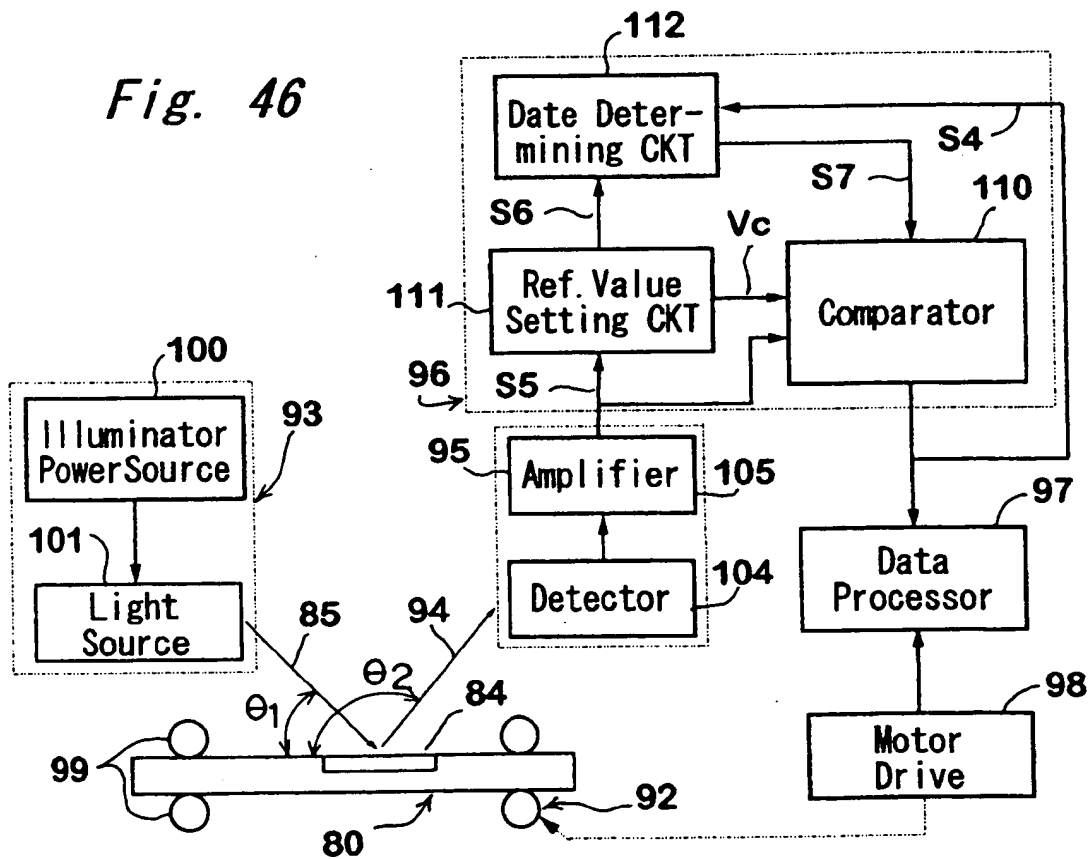 Fig. 46
112
Date Deter-
mining CKT
S4
S7
110
S6
Vc
111
Ref. Value
Setting CKT
Comparator
96
S5
100
Illuminator
PowerSource
93
95
Amplifier
105
97
101
Light
Source
Detector
104
Data
Processor
85
94
θ1
θ2
84
98
Motor
Drive
99
80
92